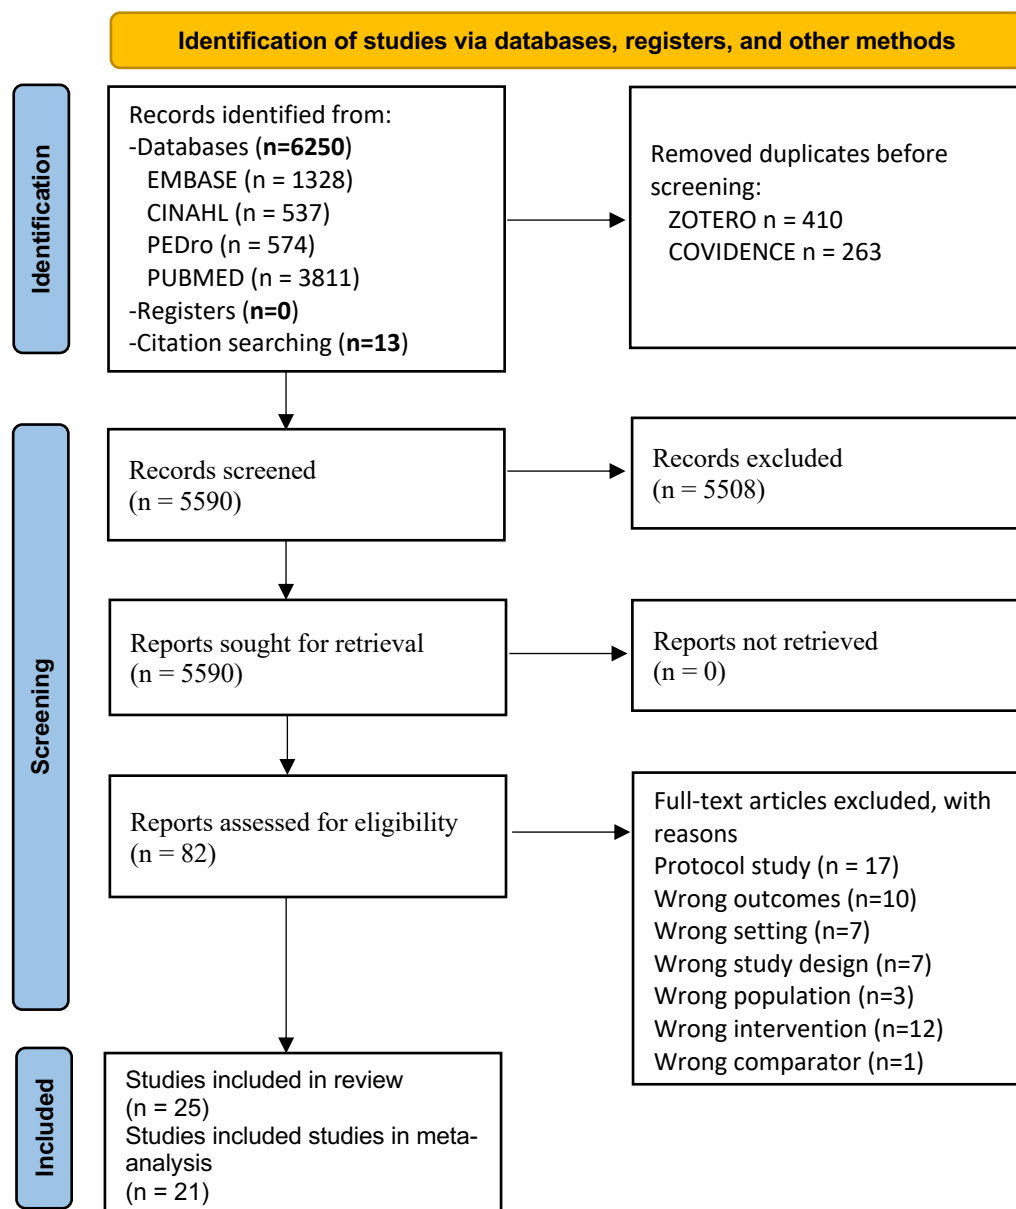 Identification of studies via databases, registers, and other methods
Identification
Records identified from:
-Databases (n=6250)
EMBASE (n = 1328)
CINAHL (n = 537)
PEDro (n = 574)
PUBMED (n = 3811)
-Registers (n=0)
-Citation searching (n=13)
Removed duplicates before
screening:
ZOTERO n = 410
COVIDENCE n = 263
Screening
Records screened
(n = 5590)
Records excluded
(n = 5508)
Reports sought for retrieval
(n = 5590)
Reports not retrieved
(n = 0)
Reports assessed for eligibility
(n = 82)
Full-text articles excluded, with
reasons
Protocol study (n = 17)
Wrong outcomes (n=10)
Wrong setting (n=7)
Wrong study design (n=7)
Wrong population (n=3)
Wrong intervention (n=12)
Wrong comparator (n=1)
Included
Studies included in review
(n = 25)
Studies included studies in meta-
analysis
(n = 21)